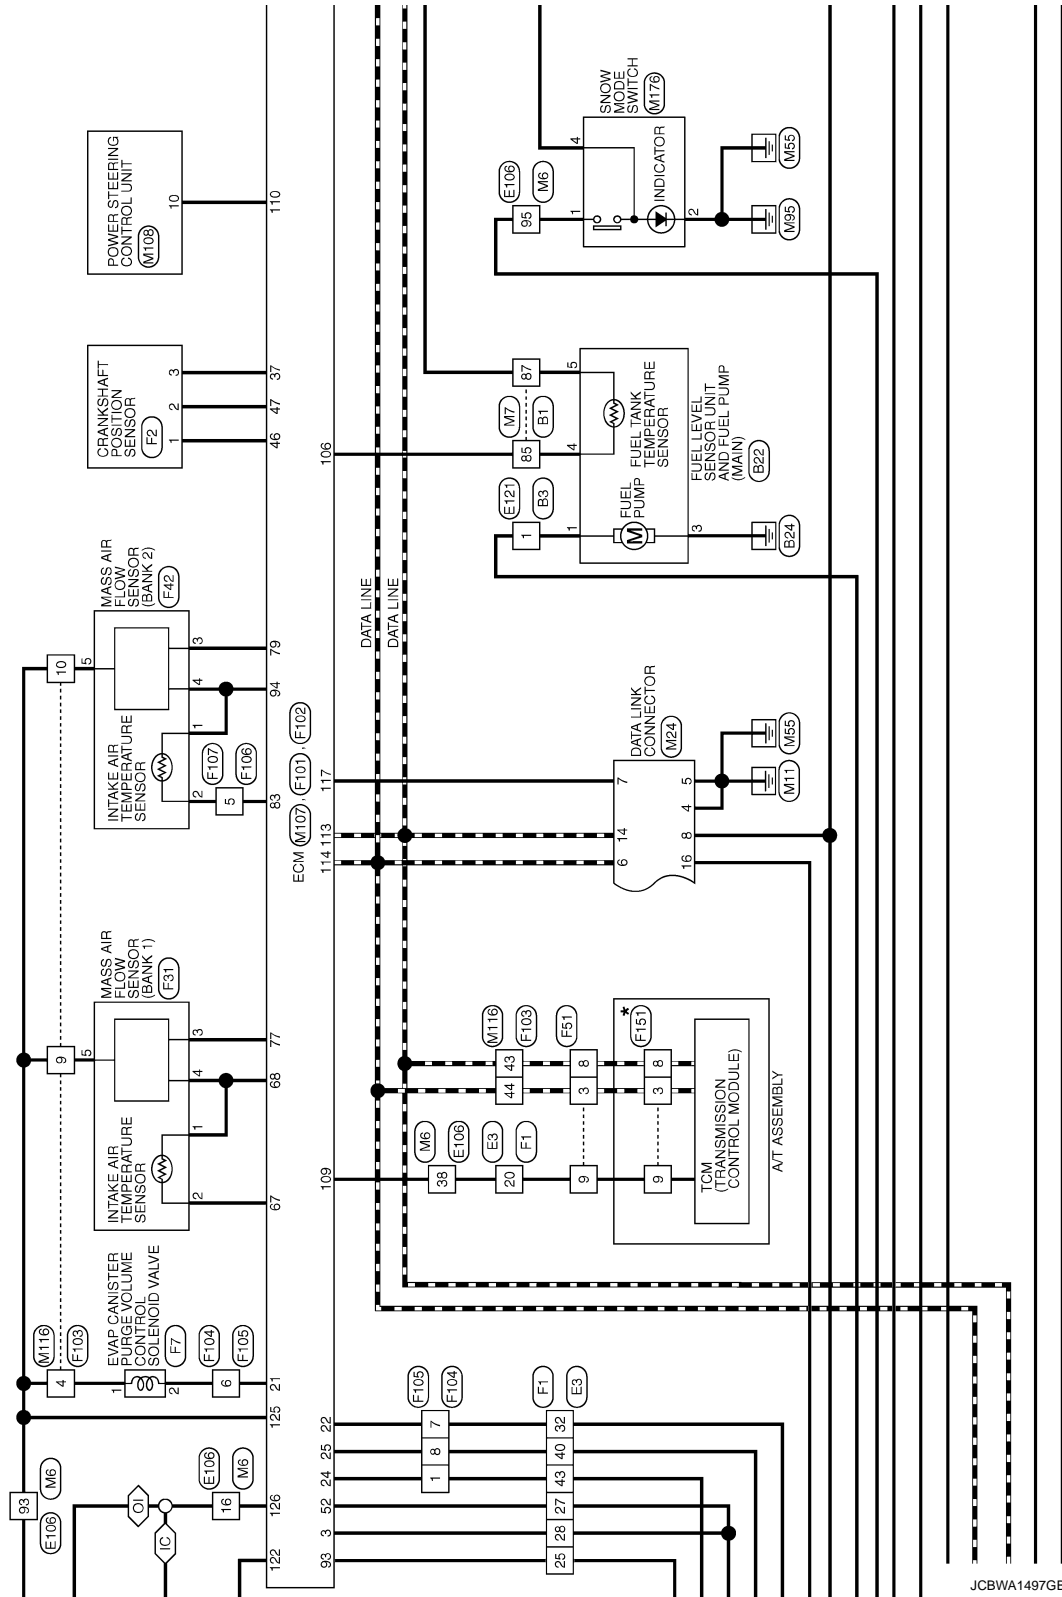 POWER STEERING
CONTROL UNIT
M108
10
110
CRANKSHAFT
POSITION
SENSOR
F2
3
2
1
37
47
46
MASS AIR
FLOW
SENSOR
(BANK 2)
F42
10
5
3
4
1
2
INTAKE AIR
TEMPERATURE
SENSOR
F107
F106
5
79
94
83
MASS AIR
FLOW
SENSOR
(BANK 1)
F31
9
5
3
4
1
2
INTAKE AIR
TEMPERATURE
SENSOR
77
68
67
EVAP CANISTER
PURGE VOLUME
CONTROL
SOLENOID VALVE
F7
M116
F103
4
1
2
F104
F105
6
21
125
93
M6
E106
OI
IC
E106
M6
16
126
122
ECM M107 , F101 , F102
106
117
113
114
109
22
25
24
52
3
93
DATA LINE
DATA LINE
SNOW
MODE
SWITCH
M176
4
1
2
INDICATOR
E106
M6
95
M55
M95
87
M7
B1
85
E121
B3
1
5
4
1
3
FUEL TANK
TEMPERATURE
SENSOR
FUEL
PUMP
M
FUEL LEVEL
SENSOR UNIT
AND FUEL PUMP
(MAIN)
B22
B24
DATA LINK
CONNECTOR
M24
7
14
6
5
4
8
16
M55
M11
M116
F103
43
44
F51
8
3
9
*
F151
8
3
9
M6
E106
38
E3
F1
20
TCM
(TRANSMISSION
CONTROL MODULE)
A/T ASSEMBLY
F105
F104
7
8
1
F1
E3
32
40
43
27
28
25
JCBWA1497GE